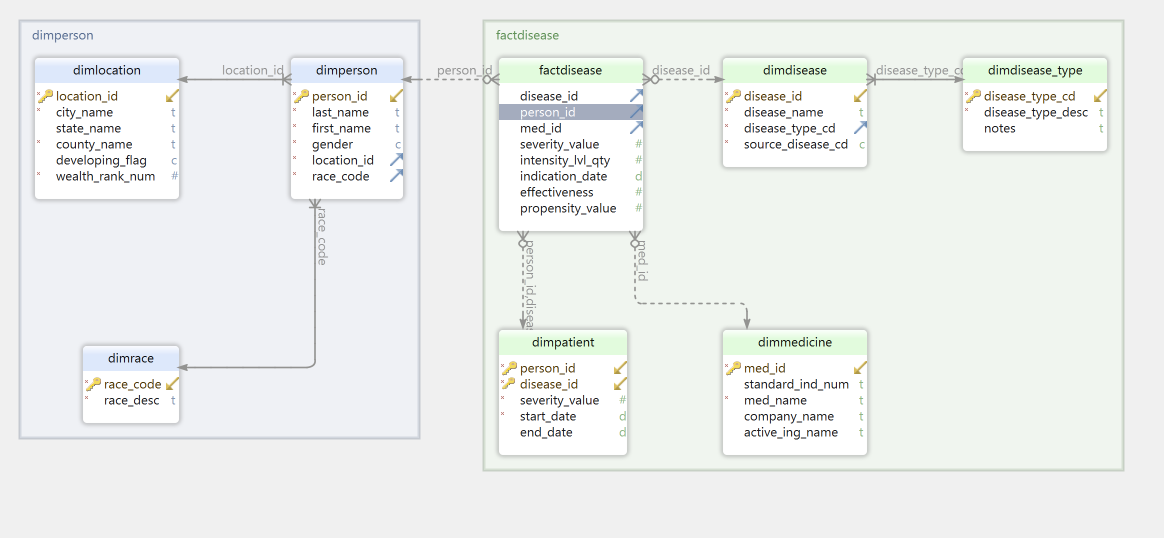 dimperson
dimlocation
location_id
city_name t
state_name t
county_name t
developing_flag c
wealth_rank_num #
location_id
dimperson
person_id
last_name t
first_name t
gender c
location_id
race_code
race_code
dimrace
race_code
race_desc t
person_id
factdisease
factdisease
disease_id
person_id
med_id
severity_value #
intensity_lvl_qty #
indication_date d
effectiveness #
propensity_value #
disease_id
dimdisease
disease_id
disease_name t
disease_type_cd
source_disease_cd c
disease_type_cd
dimdisease_type
disease_type_cd
disease_type_desc t
notes t
person_id,disea
med_id
dimpatient
person_id
disease_id
severity_value #
start_date d
end_date d
dimmedicine
med_id
standard_ind_num t
med_name t
company_name t
active_ing_name t